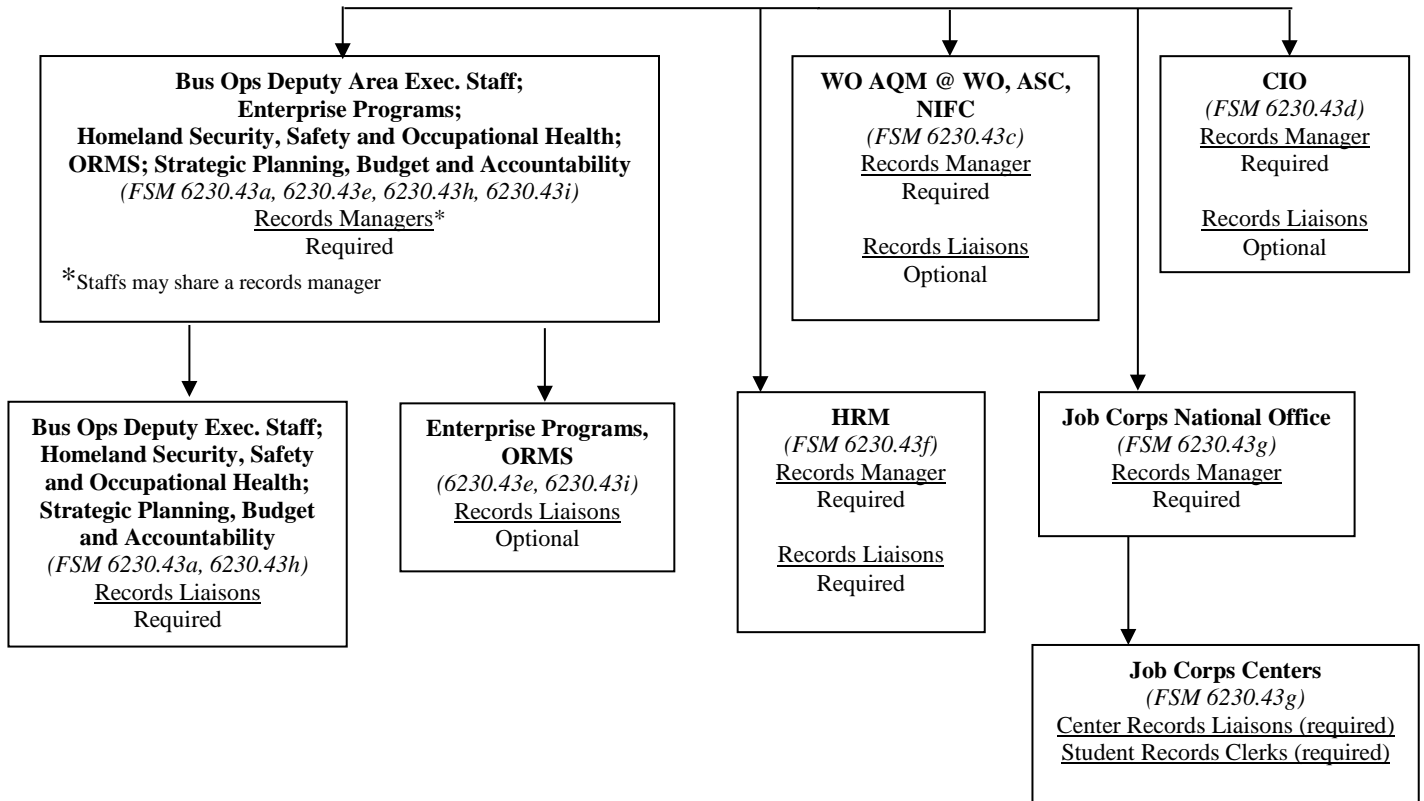 Bus Ops Deputy Area Exec. Staff;
Enterprise Programs;
Homeland Security, Safety and Occupational Health;
ORMS; Strategic Planning, Budget and Accountability
(FSM 6230.43a, 6230.43e, 6230.43h, 6230.43i)
Records Managers*
Required
*Staffs may share a records manager
WO AQM @ WO, ASC,
NIFC
(FSM 6230.43c)
Records Manager
Required
Records Liaisons
Optional
CIO
(FSM 6230.43d)
Records Manager
Required
Records Liaisons
Optional
Bus Ops Deputy Exec. Staff;
Homeland Security, Safety
and Occupational Health;
Strategic Planning, Budget
and Accountability
(FSM 6230.43a, 6230.43h)
Records Liaisons
Required
Enterprise Programs,
ORMS
(6230.43e, 6230.43i)
Records Liaisons
Optional
HRM
(FSM 6230.43f)
Records Manager
Required
Records Liaisons
Required
Job Corps National Office
(FSM 6230.43g)
Records Manager
Required
Job Corps Centers
(FSM 6230.43g)
Center Records Liaisons (required)
Student Records Clerks (required)